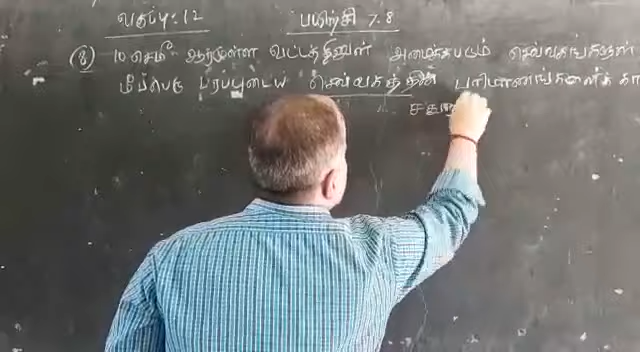 வகுப்பு: 12 பயிற்சி 7.8
(8) 10 செமீ ஆரமுள்ள வட்டத்தினுள் அமைக்கப்படும் செவ்வகங்களுள்
மீப்பெரு பரப்புடைய செவ்வகத்தின் பரிமாணங்களைக் கா